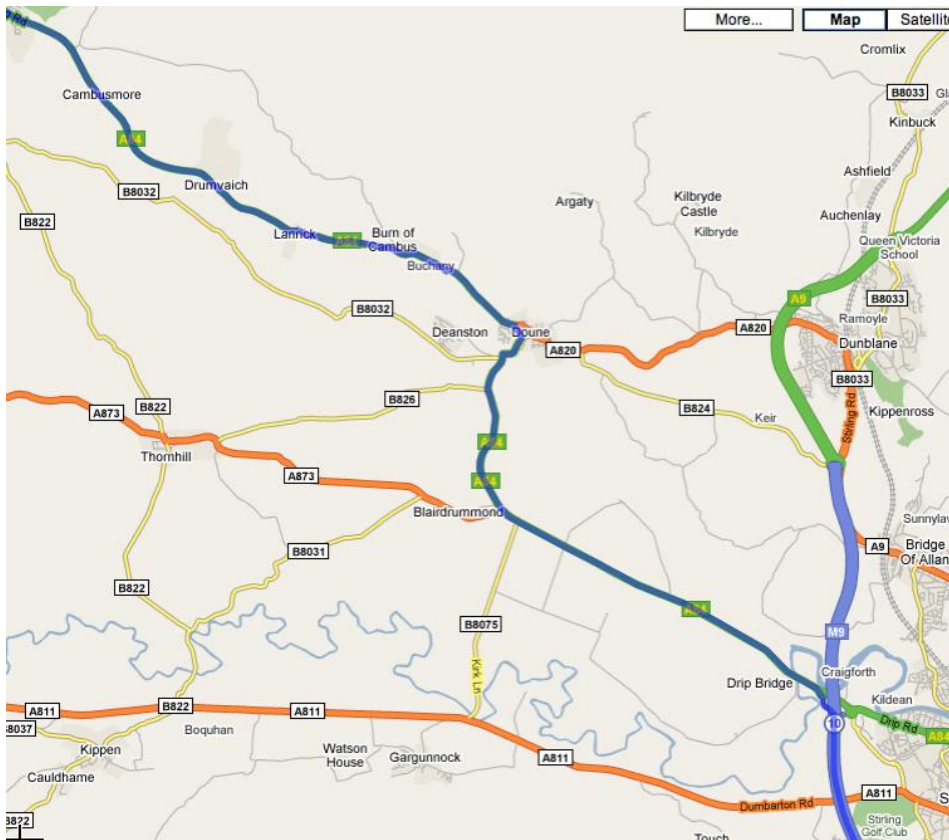 More...
Map
Satellit
Rd
Cromlix
B8033
Kinbuck
Cambusmore
A84
Ashfield
B8032
Drumvaich
B822
Argaty
Kilbryde
Castle
Kilbryde
Auchenlay
Lanrick
A84
Burn of
Cambus
Buchany
Queen Victoria
School
A9
B8033
B8032
Ramoyle
Deanston
Doune
A820
A820
Dunblane
B8033
A873
B822
B826
B824
Keir
Stirling Rd
Kippenross
A84
Thornhill
A873
A84
Blairdrummond
Sunnylaw
A9
Bridge
Of Allan
B8031
B822
A84
B8075
M9
Kirk Ln
Craigforth
Drip Bridge
Kildean
A811
B822
A811
10
Drip Rd
A84
B8037
Boquhan
Kippen
Watson
House
Gargunnock
A811
Cauldhame
A811
Dumbarton Rd
B822
Stirling
Golf Club
Touch